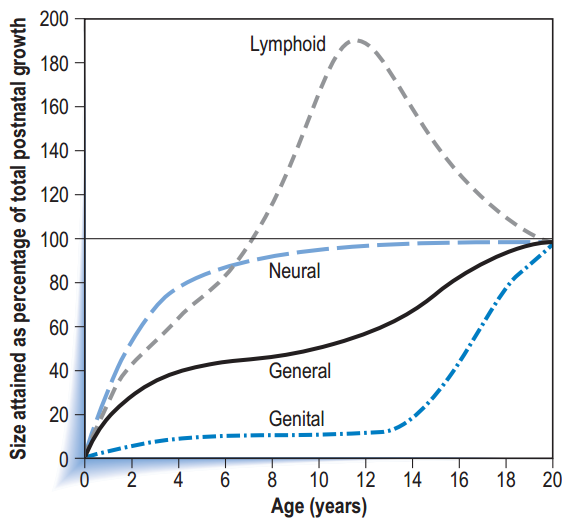 Size attained as percentage of total postnatal growth
200
180
160
140
120
100
80
60
40
20
0
Lymphoid
Neural
General
Genital
0 2 4 6 8 10 12 14 16 18 20
Age (years)